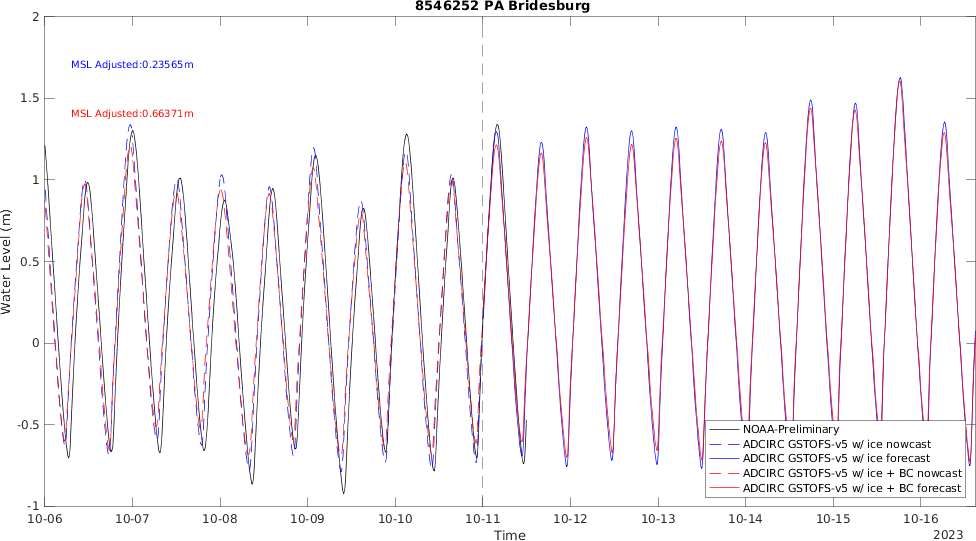 8546252 PA Bridesburg
2
1.5
1
0.5
0
-0.5
-1
Water Level (m)
MSL Adjusted:0.23565m
MSL Adjusted:0.66371m
NOAA-Preliminary
ADCIRC GSTOFS-v5 w/ ice nowcast
ADCIRC GSTOFS-v5 w/ ice forecast
ADCIRC GSTOFS-v5 w/ ice + BC nowcast
ADCIRC GSTOFS-v5 w/ ice + BC forecast
10-06 10-07 10-08 10-09 10-10 10-11 10-12 10-13 10-14 10-15 10-16
Time
2023